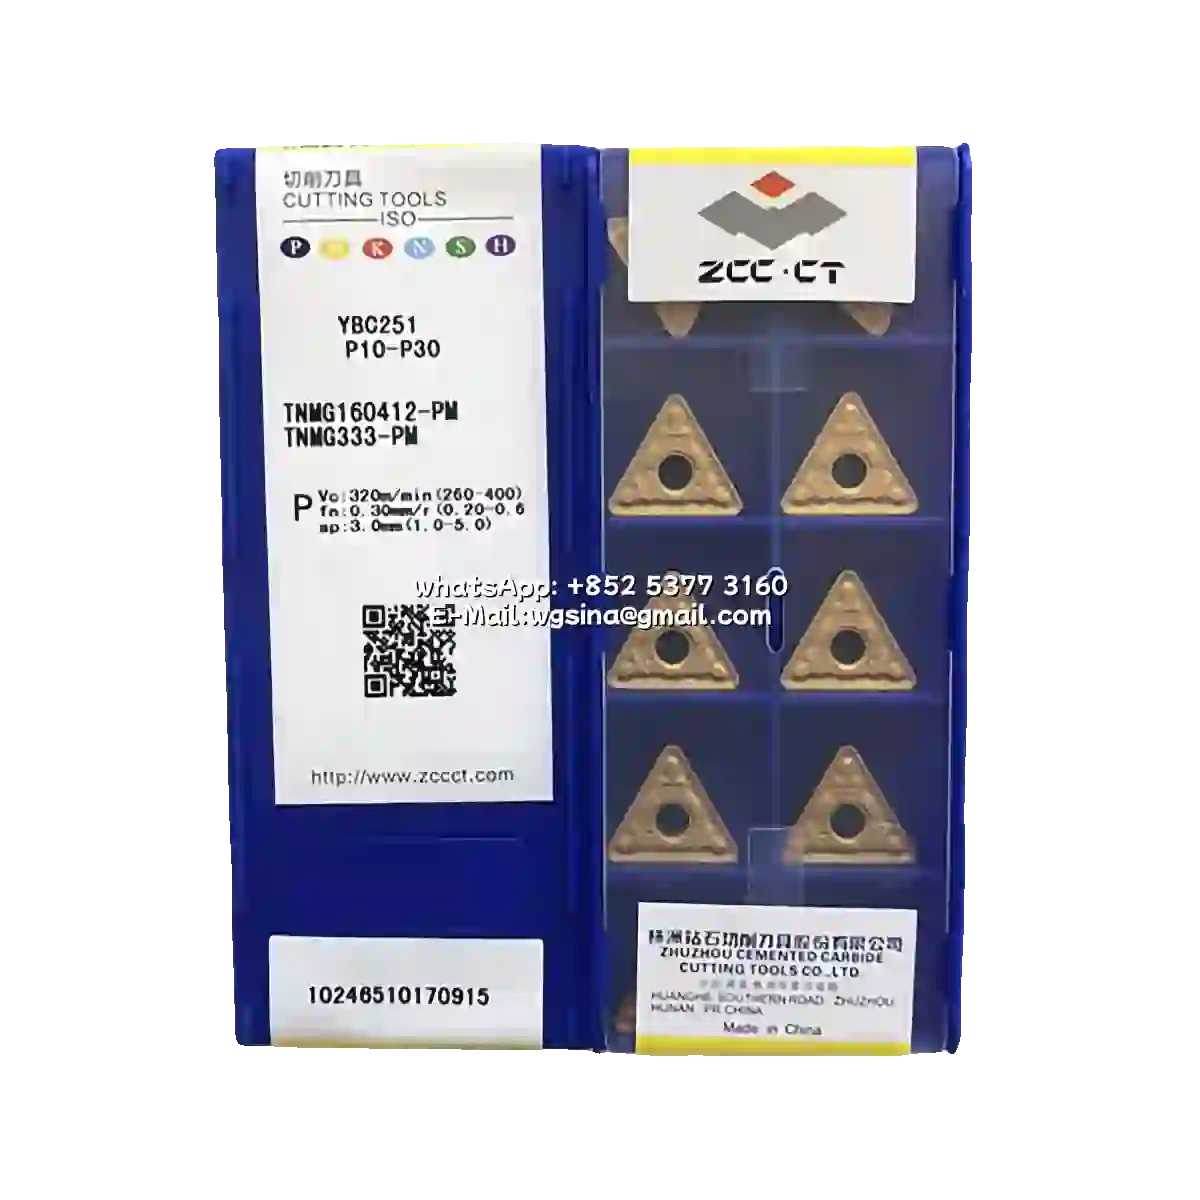 切削刀具
CUTTING TOOLS
ISO
P M K N S H
YBC251
P10-P30
TNMG160412-PM
TNMG333-PM
P
Vc:320m/min(260-400)
fn:0.30mm/r(0.20-0.6
ap:3.0mm(1.0-5.0)
http://www.zccct.com
10246510170915
ZCC·CT
whatsApp: +852 5377 3160
E-Mail:wgsina@gmail.com
株洲钻石切削刀具股份有限公司
ZHUZHOU CEMENTED CARBIDE
CUTTING TOOLS CO.,LTD
HUANGHE SOUTHERN ROAD, ZHUZHOU,
HUNAN, P.R.CHINA
Made in China